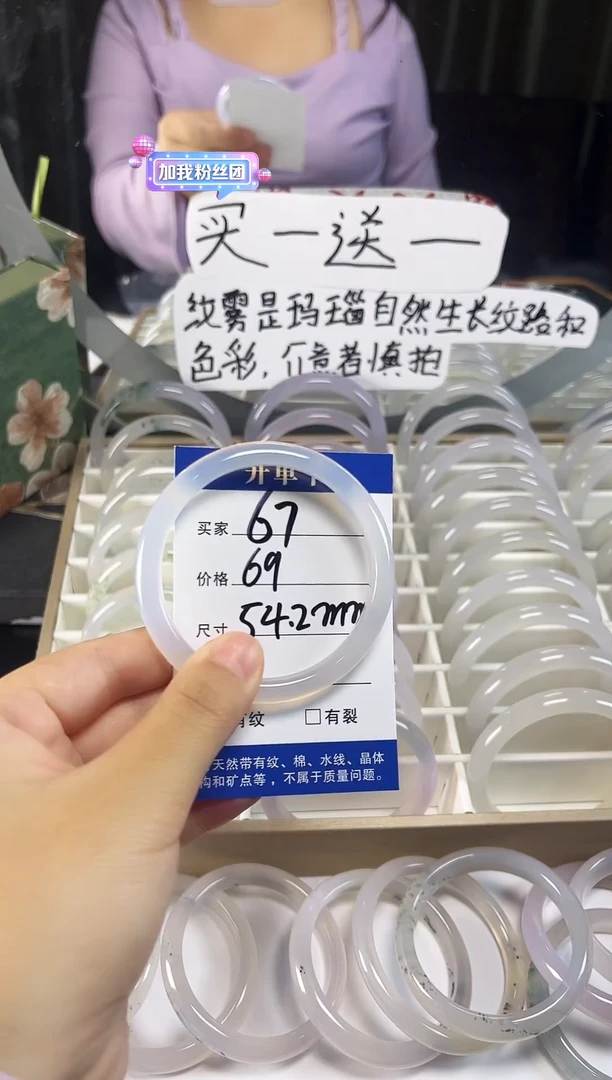 加我粉丝团
买一送一
纹雾是玛瑙自然生长纹路和
色彩，介意者慎拍
开单卡
买家 67
价格 69
尺寸 54.2mm
有纹 □有裂
天然带有纹、棉、水线、晶体
构和矿点等，不属于质量问题。